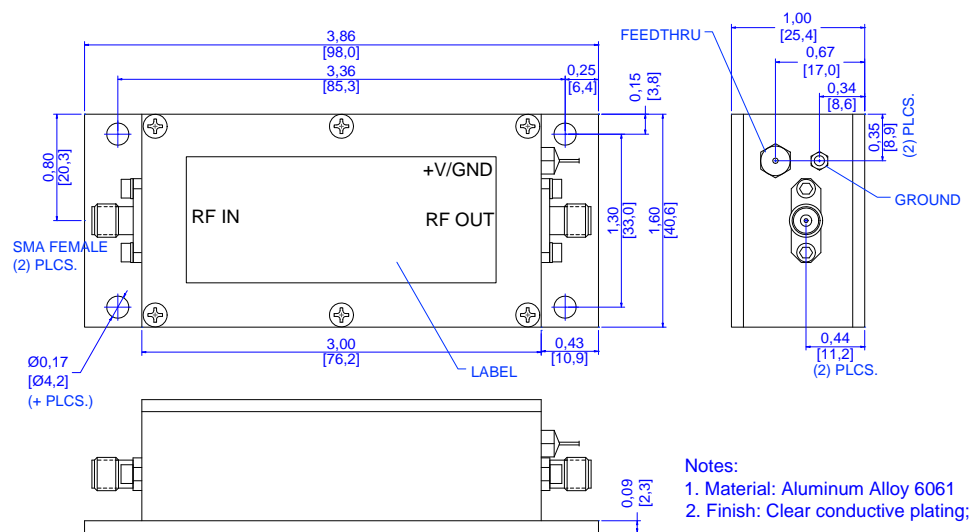 3,86
[98,0]
3,36
[85,3]
0,25
[6,4]
0,15
[3,8]
0,80
[20,3]
+V/GND
RF IN
RF OUT
1,30
[33,0]
1,60
[40,6]
SMA FEMALE
(2) PLCS.
Ø0,17
[Ø4,2]
(+ PLCS.)
3,00
[76,2]
0,43
[10,9]
LABEL
1,00
[25,4]
FEEDTHRU
0,67
[17,0]
0,34
[8,6]
0,35
[8,9]
(2) PLCS.
GROUND
0,44
[11,2]
(2) PLCS.
0,09
[2,3]
Notes:
1. Material: Aluminum Alloy 6061
2. Finish: Clear conductive plating;